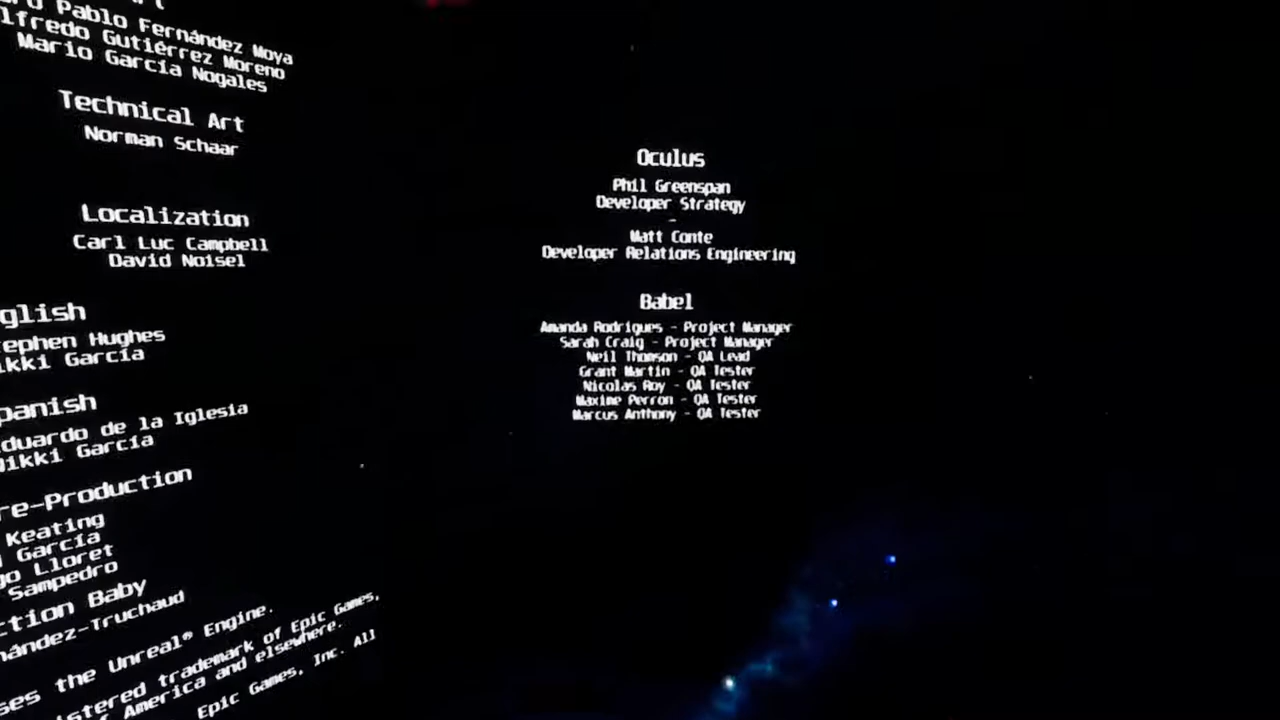 Pablo Fernández Moya
Alfredo Gutiérrez Moreno
Mario García Nogales
Technical Art
Norman Schaar
Localization
Carl Luc Campbell
David Noisel
glish
ephen Hughes
ikki García
panish
duardo de la Iglesia
Nikki García
re-Production
Keating
García
go Lloret
Sampedro
ction Baby
nández-Truchaud
ses the Unreal® Engine.
stered trademark of Epic Games,
f America and elsewhere.
Epic Games, Inc. All
Oculus
Phil Greenspan
Developer Strategy
-
Matt Conte
Developer Relations Engineering
Babel
Amanda Rodrigues - Project Manager
Sarah Craig - Project Manager
Neil Thomson - QA Lead
Grant Martin - QA Tester
Nicolas Roy - QA Tester
Maxime Perron - QA Tester
Marcus Anthony - QA Tester